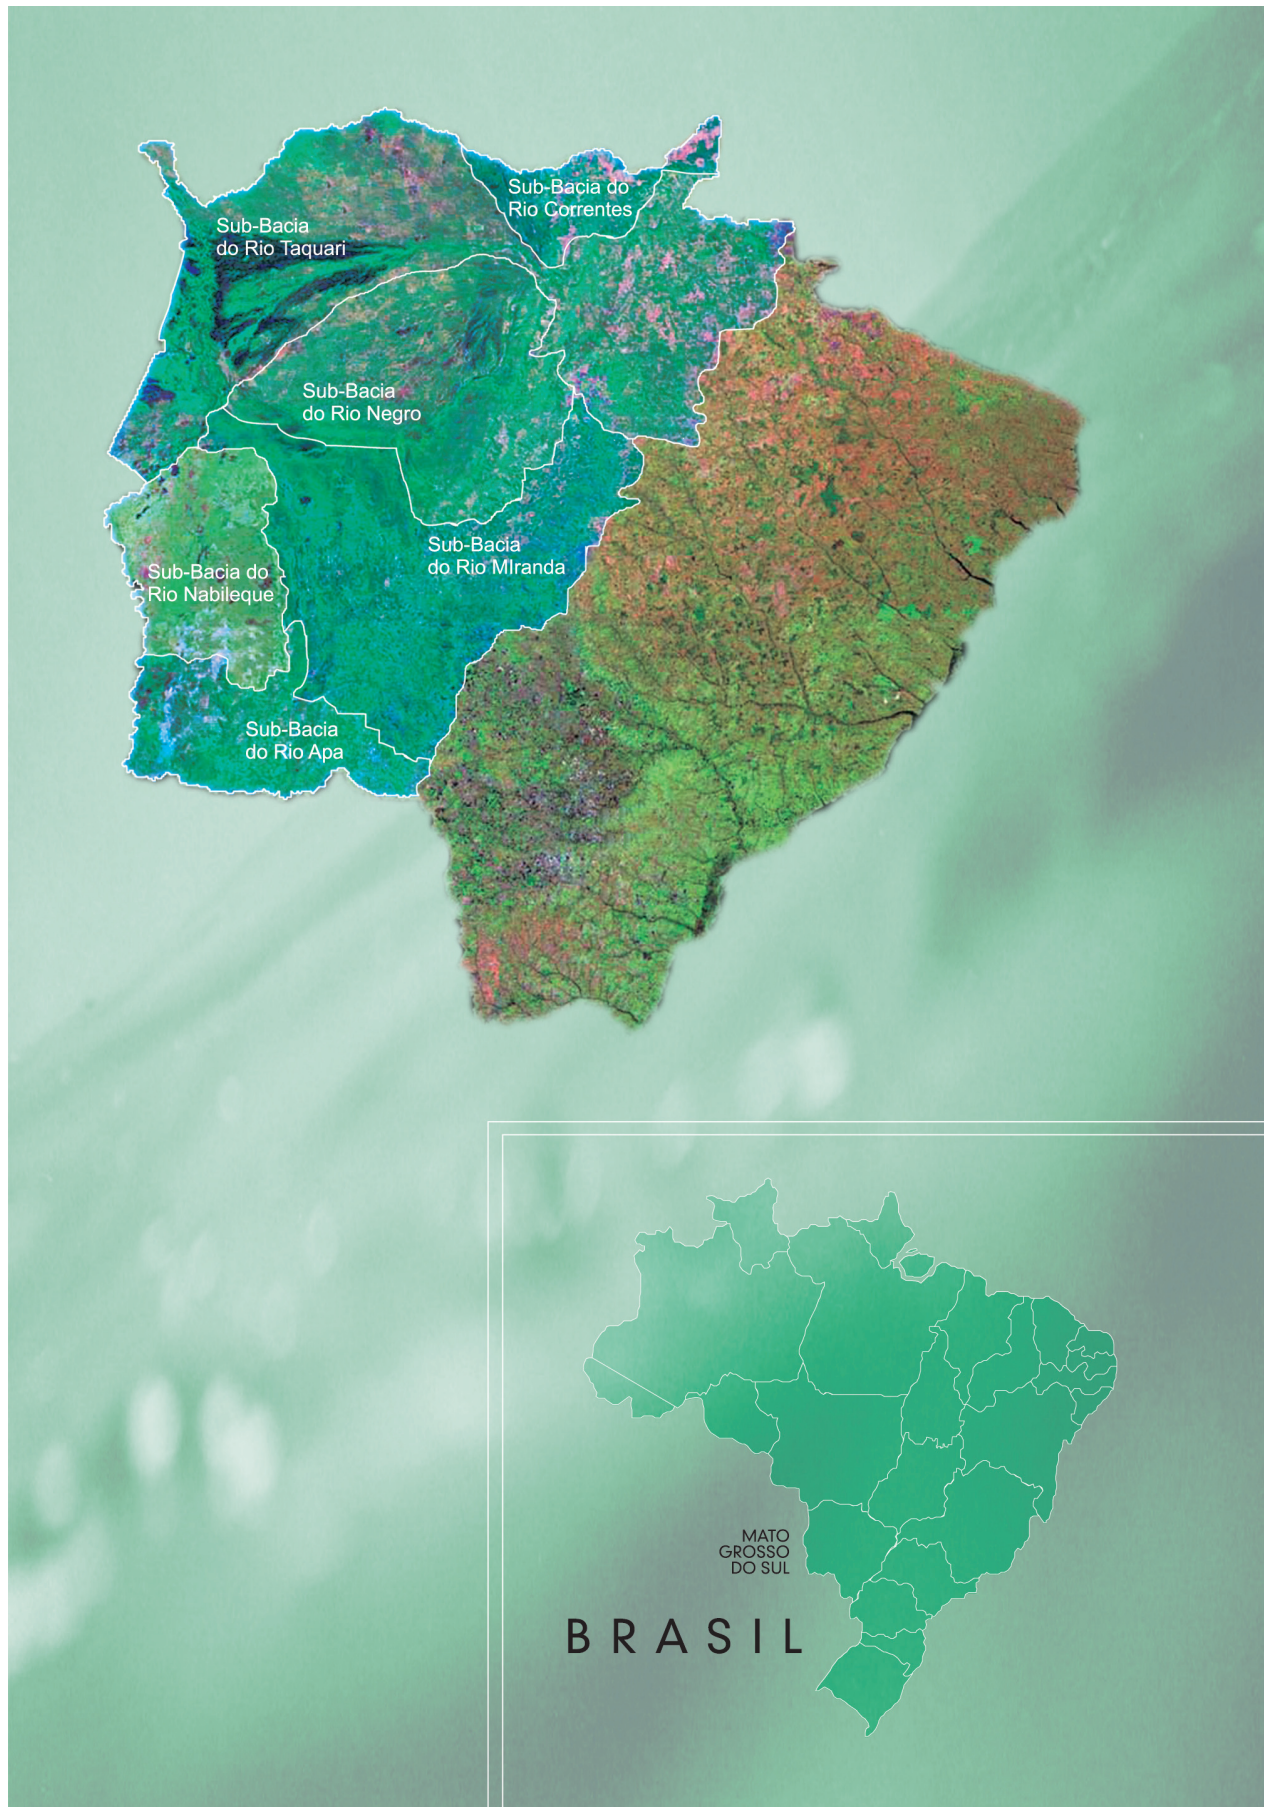 Sub-Bacia do
Rio Correntes
Sub-Bacia
do Rio Taquari
Sub-Bacia
do Rio Negro
Sub-Bacia
do Rio MIranda
Sub-Bacia do
Rio Nabileque
Sub-Bacia
do Rio Apa
MATO
GROSSO
DO SUL
BRASIL